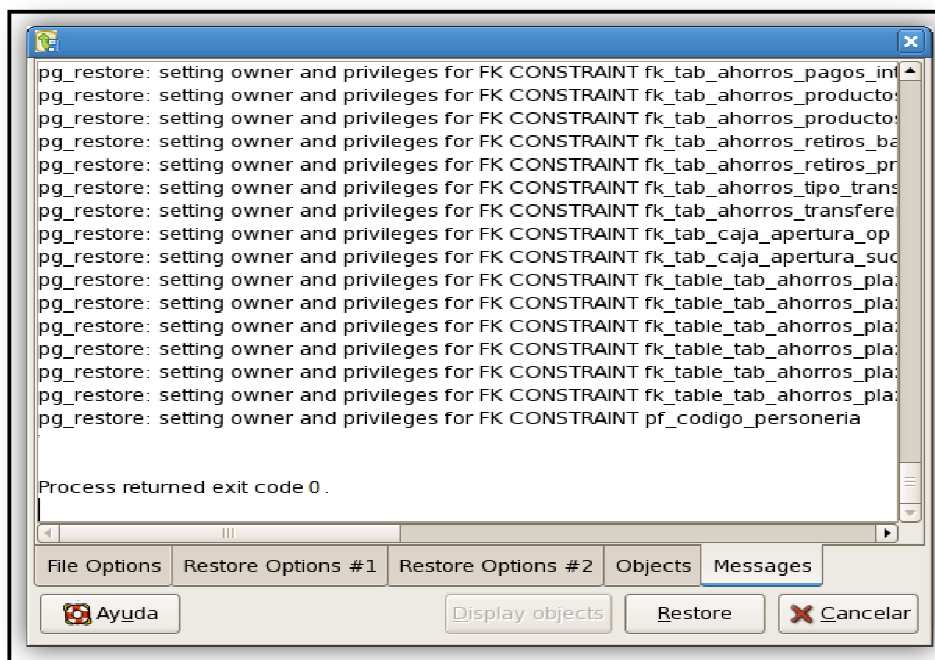 pg_restore: setting owner and privileges for FK CONSTRAINT fk_tab_ahorros_pagos_int
pg_restore: setting owner and privileges for FK CONSTRAINT fk_tab_ahorros_productos
pg_restore: setting owner and privileges for FK CONSTRAINT fk_tab_ahorros_productos
pg_restore: setting owner and privileges for FK CONSTRAINT fk_tab_ahorros_retiros_ba
pg_restore: setting owner and privileges for FK CONSTRAINT fk_tab_ahorros_retiros_pr
pg_restore: setting owner and privileges for FK CONSTRAINT fk_tab_ahorros_tipo_trans
pg_restore: setting owner and privileges for FK CONSTRAINT fk_tab_ahorros_transfere
pg_restore: setting owner and privileges for FK CONSTRAINT fk_tab_caja_apertura_op
pg_restore: setting owner and privileges for FK CONSTRAINT fk_tab_caja_apertura_suc
pg_restore: setting owner and privileges for FK CONSTRAINT fk_table_tab_ahorros_pla
pg_restore: setting owner and privileges for FK CONSTRAINT fk_table_tab_ahorros_pla
pg_restore: setting owner and privileges for FK CONSTRAINT fk_table_tab_ahorros_pla
pg_restore: setting owner and privileges for FK CONSTRAINT fk_table_tab_ahorros_pla
pg_restore: setting owner and privileges for FK CONSTRAINT fk_table_tab_ahorros_pla
pg_restore: setting owner and privileges for FK CONSTRAINT fk_table_tab_ahorros_pla
pg_restore: setting owner and privileges for FK CONSTRAINT pf_codigo_personeria
Process returned exit code 0.
File Options Restore Options #1 Restore Options #2 Objects Messages
Ayuda Display objects Restore Cancelar